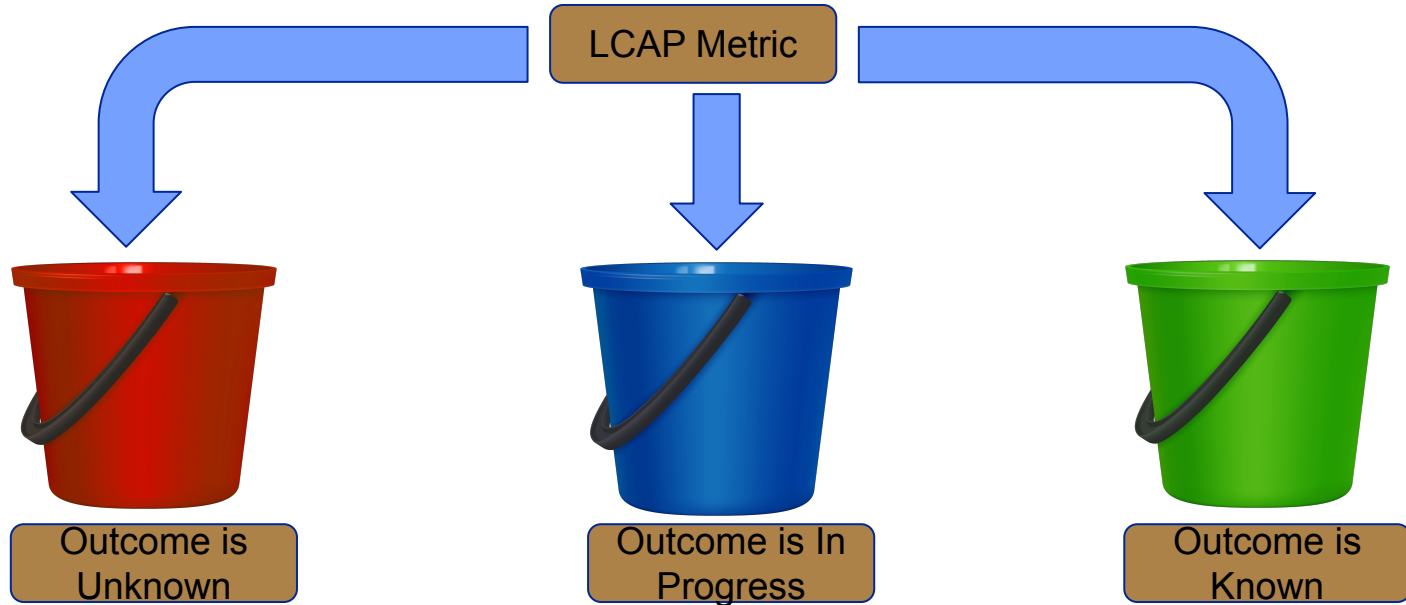 LCAP Metric
Outcome is
Unknown
Outcome is In
Progress
Outcome is
Known